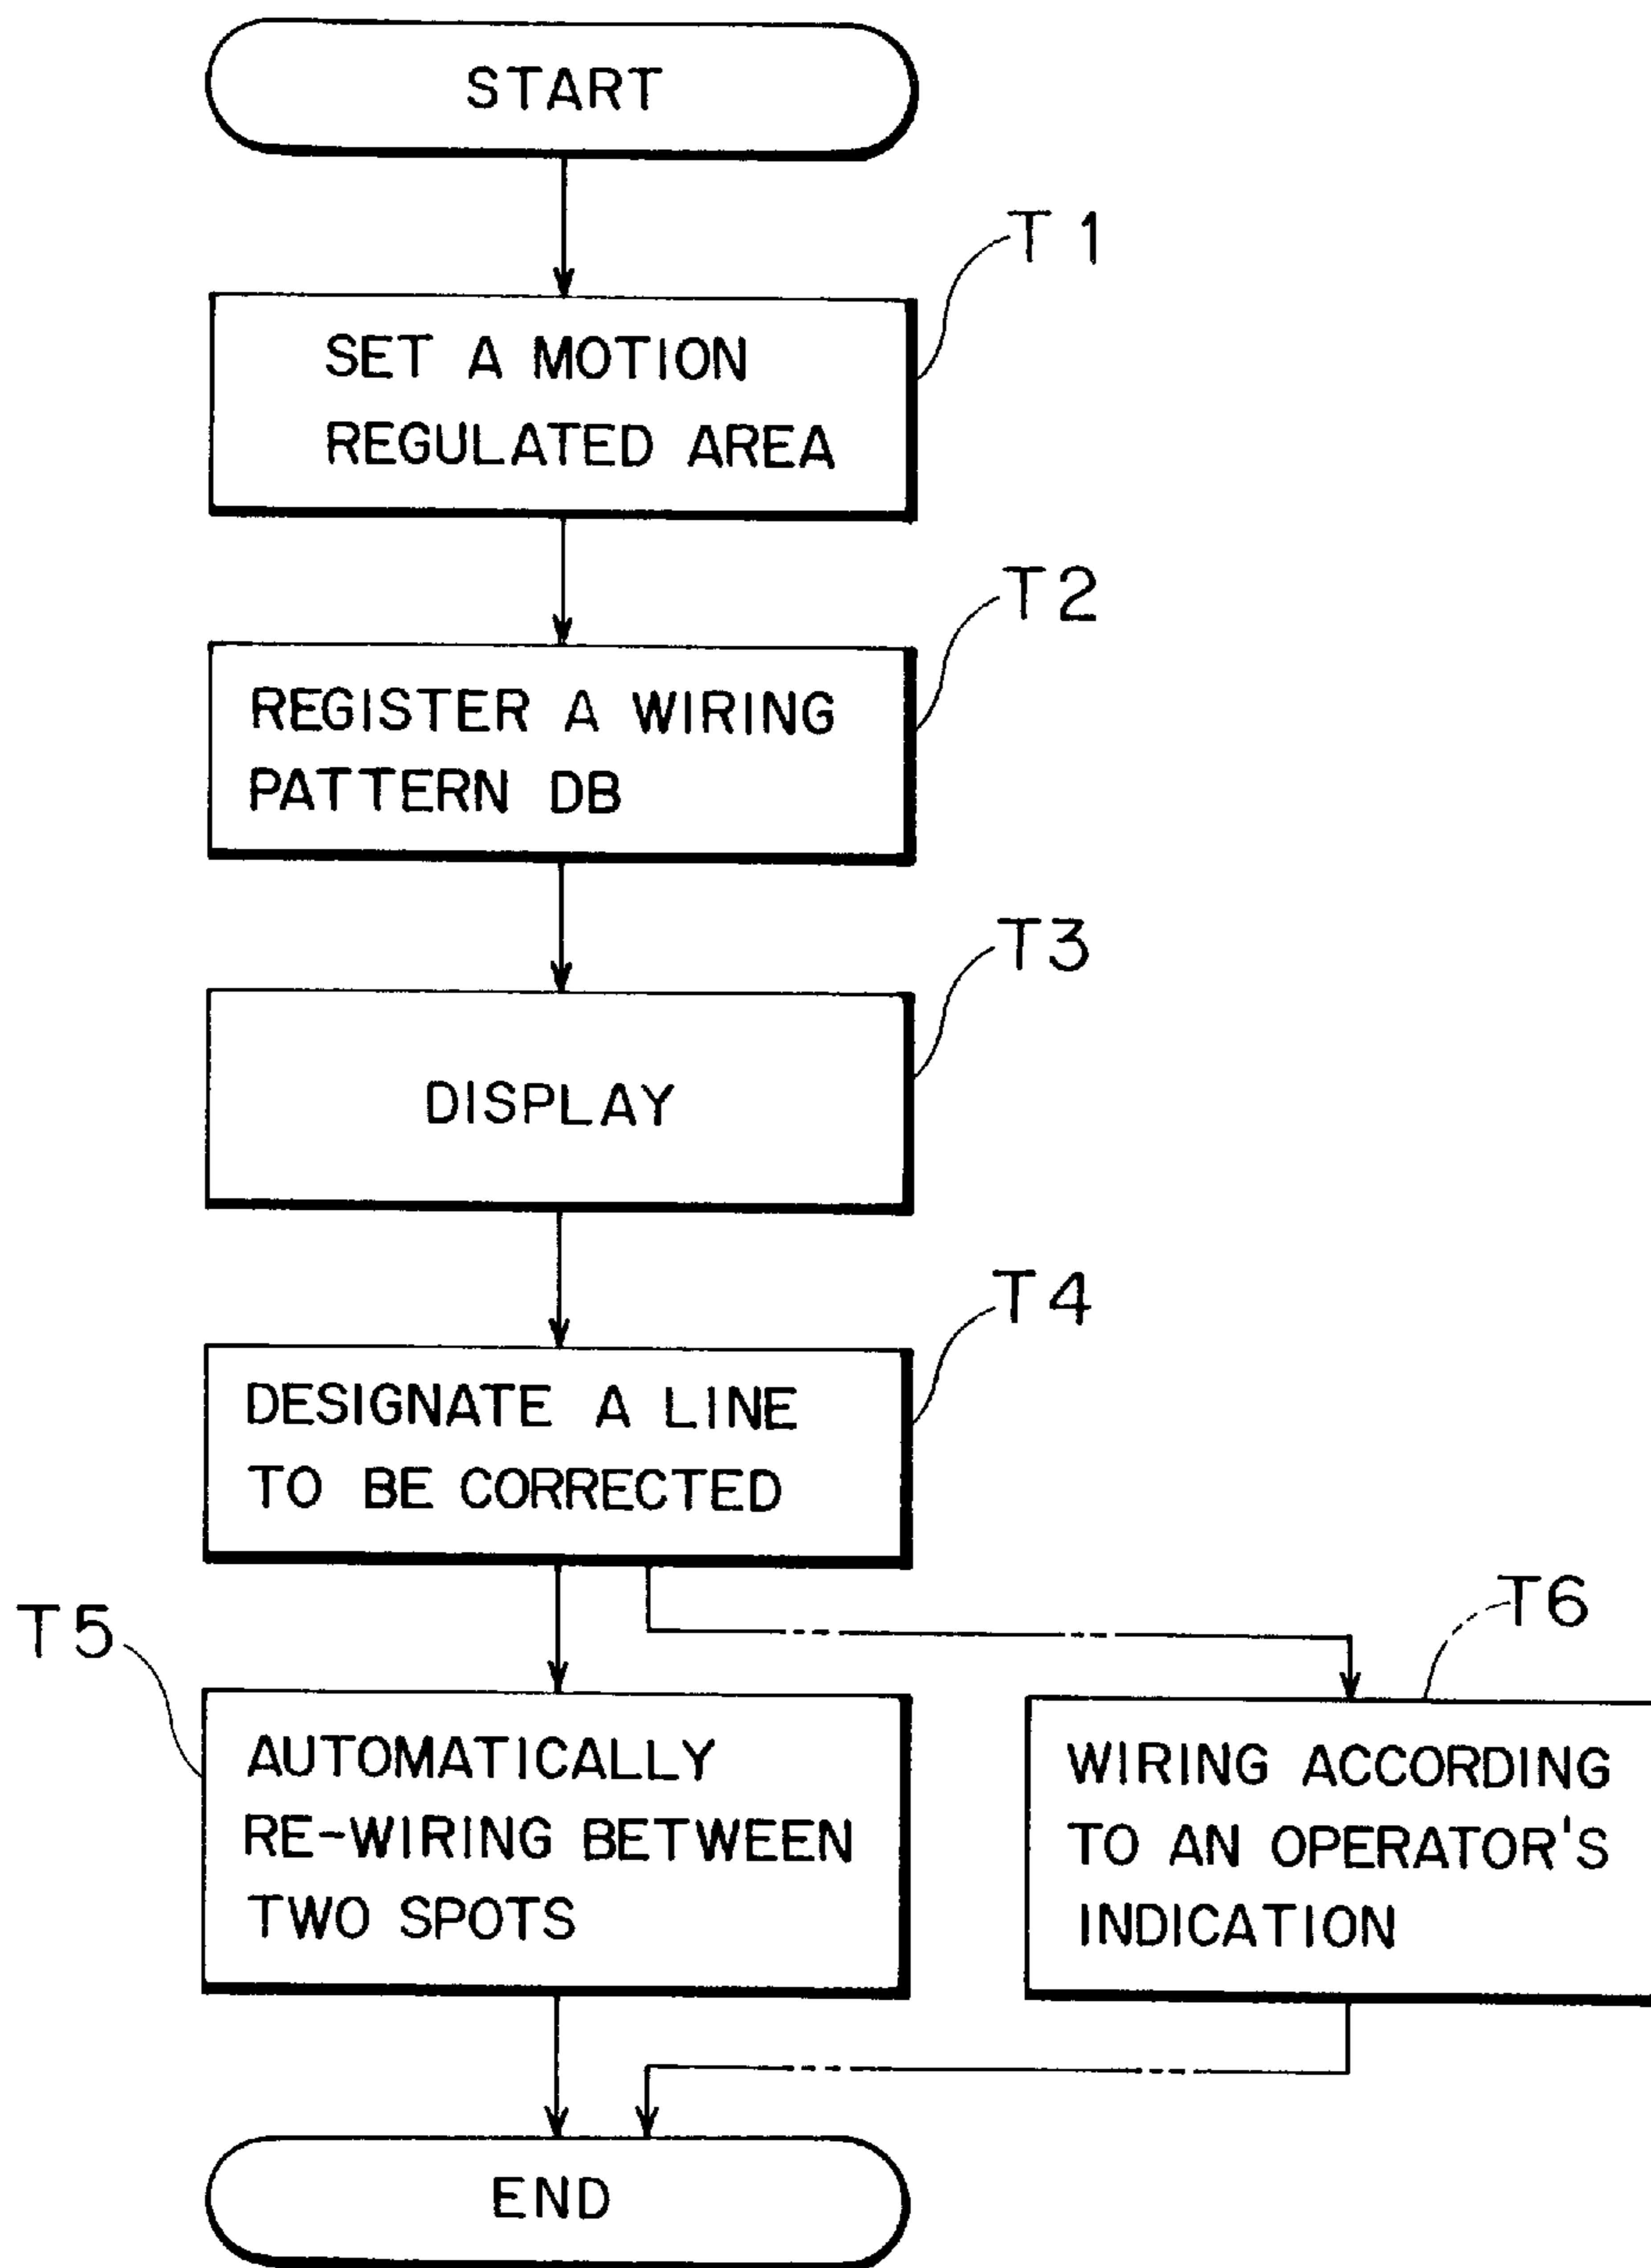 START
T1
SET A MOTION
REGULATED AREA
T2
REGISTER A WIRING
PATTERN DB
T3
DISPLAY
T4
DESIGNATE A LINE
TO BE CORRECTED
T5
AUTOMATICALLY
RE-WIRING BETWEEN
TWO SPOTS
T6
WIRING ACCORDING
TO AN OPERATOR'S
INDICATION
END